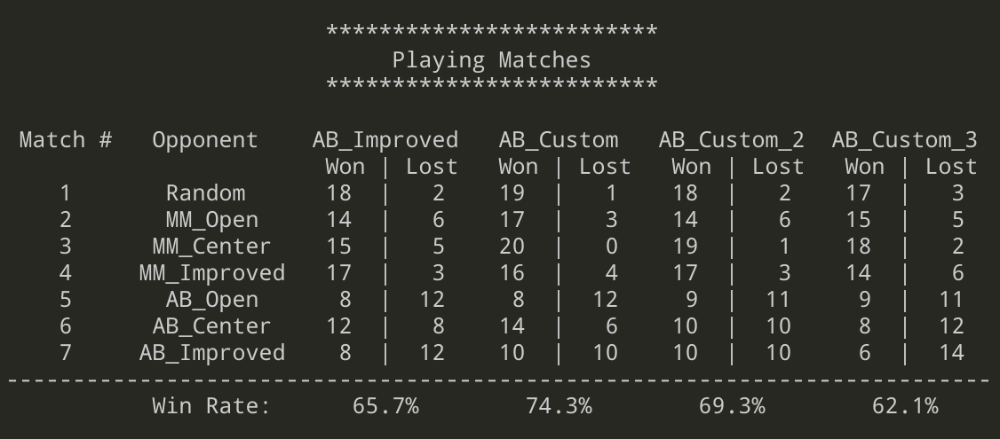 *************************
Playing Matches
*************************
Match # Opponent AB_Improved AB_Custom AB_Custom_2 AB_Custom_3
Won | Lost Won | Lost Won | Lost Won | Lost
1 Random 18 | 2 19 | 1 18 | 2 17 | 3
2 MM_Open 14 | 6 17 | 3 14 | 6 15 | 5
3 MM_Center 15 | 5 20 | 0 19 | 1 18 | 2
4 MM_Improved 17 | 3 16 | 4 17 | 3 14 | 6
5 AB_Open 8 | 12 8 | 12 9 | 11 9 | 11
6 AB_Center 12 | 8 14 | 6 10 | 10 8 | 12
7 AB_Improved 8 | 12 10 | 10 10 | 10 6 | 14
--------------------------------------------------------------------------
Win Rate: 65.7% 74.3% 69.3% 62.1%